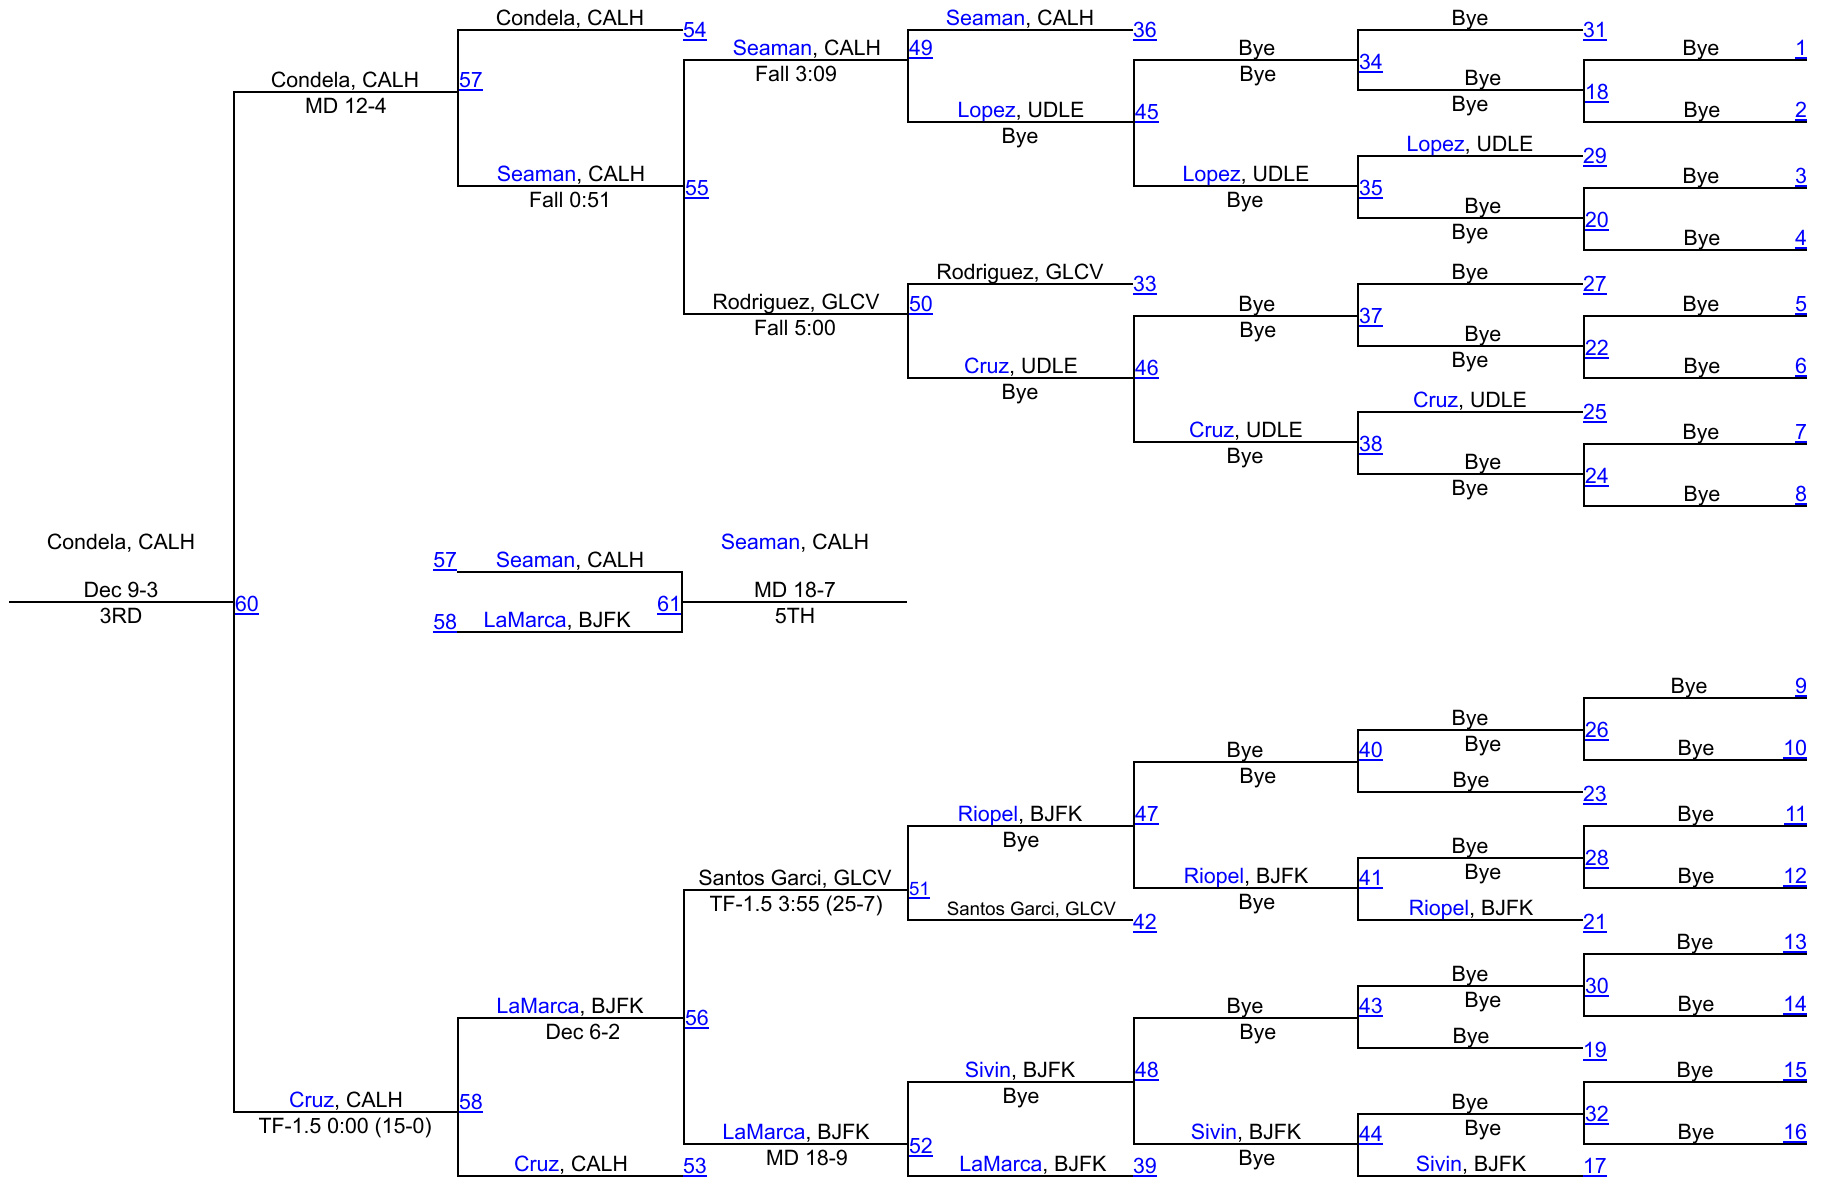 Condela, CALH 54 Seaman, CALH 36 Bye 31
Seaman, CALH 49 Bye 34 Bye 1
Condela, CALH 57 Fall 3:09 Bye Bye 18
MD 12-4 Lopez, UDLE 45 Bye Bye 2
Bye Lopez, UDLE 29
Seaman, CALH 55 Lopez, UDLE 35 Bye 3
Fall 0:51 Bye Bye 20
Bye Bye 4
Rodriguez, GLCV 33 Bye 27
Rodriguez, GLCV 50 Bye 37 Bye 5
Fall 5:00 Bye Bye 22
Cruz, UDLE 46 Bye Bye 6
Bye Cruz, UDLE 25
Cruz, UDLE 38 Bye 7
Bye Bye 24
Bye Bye 8
Condela, CALH Seaman, CALH
57 Seaman, CALH
Dec 9-3 MD 18-7
3RD 60 58 LaMarca, BJFK 61 5TH
Bye 9
Bye 26
Bye 40 Bye Bye 10
Bye Bye 23
Riopel, BJFK 47 Bye 11
Bye Bye 28
Santos Garci, GLCV 51 Riopel, BJFK 41 Bye Bye 12
TF-1.5 3:55 (25-7) Santos Garci, GLCV 42 Bye Riopel, BJFK 21
Bye 13
Bye 30
LaMarca, BJFK 56 Bye 43 Bye Bye 14
Dec 6-2 Bye Bye 19
Sivin, BJFK 48 Bye 15
Cruz, CALH 58 Bye Bye 32
TF-1.5 0:00 (15-0) LaMarca, BJFK 52 Sivin, BJFK 44 Bye Bye 16
MD 18-9 Bye
Cruz, CALH 53 LaMarca, BJFK 39 Sivin, BJFK 17